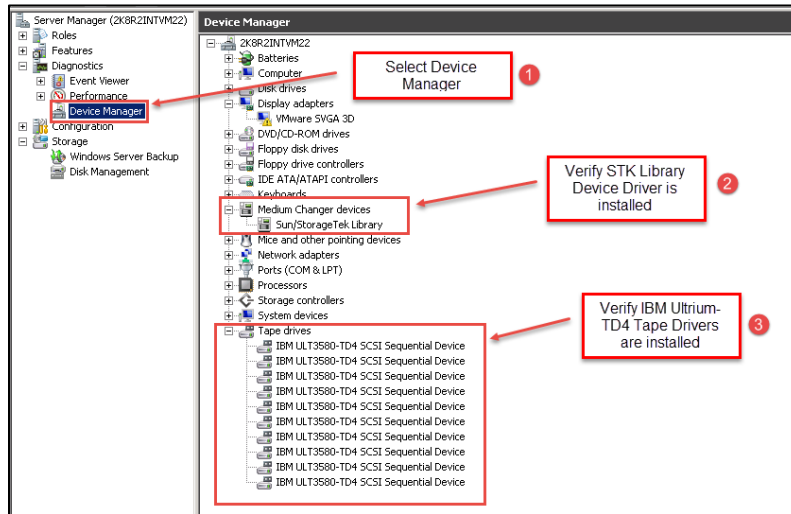 Server Manager (2K8R2INTVM22)
Roles
Features
Diagnostics
Event Viewer
Performance
Device Manager
Configuration
Storage
Windows Server Backup
Disk Management
Device Manager
2K8R2INTVM22
Batteries
Computer
Disk drives
Display adapters
VMware SVGA 3D
DVD/CD-ROM drives
Floppy disk drives
Floppy drive controllers
IDE ATA/ATAPI controllers
Keyboards
Medium Changer devices
Sun/StorageTek Library
Mice and other pointing devices
Network adapters
Ports (COM & LPT)
Processors
Storage controllers
System devices
Tape drives
IBM ULT3580-TD4 SCSI Sequential Device
IBM ULT3580-TD4 SCSI Sequential Device
IBM ULT3580-TD4 SCSI Sequential Device
IBM ULT3580-TD4 SCSI Sequential Device
IBM ULT3580-TD4 SCSI Sequential Device
IBM ULT3580-TD4 SCSI Sequential Device
IBM ULT3580-TD4 SCSI Sequential Device
IBM ULT3580-TD4 SCSI Sequential Device
IBM ULT3580-TD4 SCSI Sequential Device
IBM ULT3580-TD4 SCSI Sequential Device
Select Device
Manager
1
Verify STK Library
Device Driver is
installed
2
Verify IBM Ultrium-
TD4 Tape Drivers
are installed
3